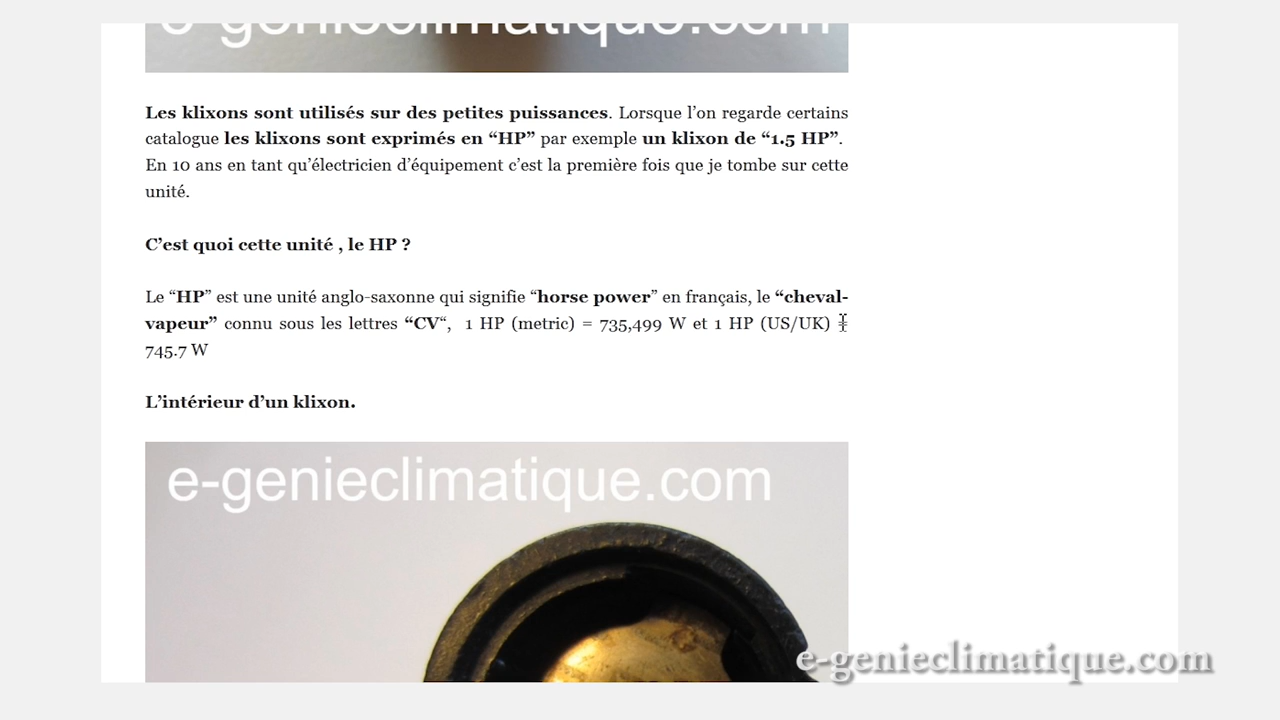 e-genieclimatique.com
Les klixons sont utilisés sur des petites puissances. Lorsque l’on regarde certains
catalogue les klixons sont exprimés en “HP” par exemple un klixon de “1.5 HP”.
En 10 ans en tant qu’électricien d’équipement c’est la première fois que je tombe sur cette
unité.
C’est quoi cette unité , le HP ?
Le “HP” est une unité anglo-saxonne qui signifie “horse power” en français, le “cheval-
vapeur” connu sous les lettres “CV“, 1 HP (metric) = 735,499 W et 1 HP (US/UK) =
745.7 W
L’intérieur d’un klixon.
e-genieclimatique.com
e-genieclimatique.com